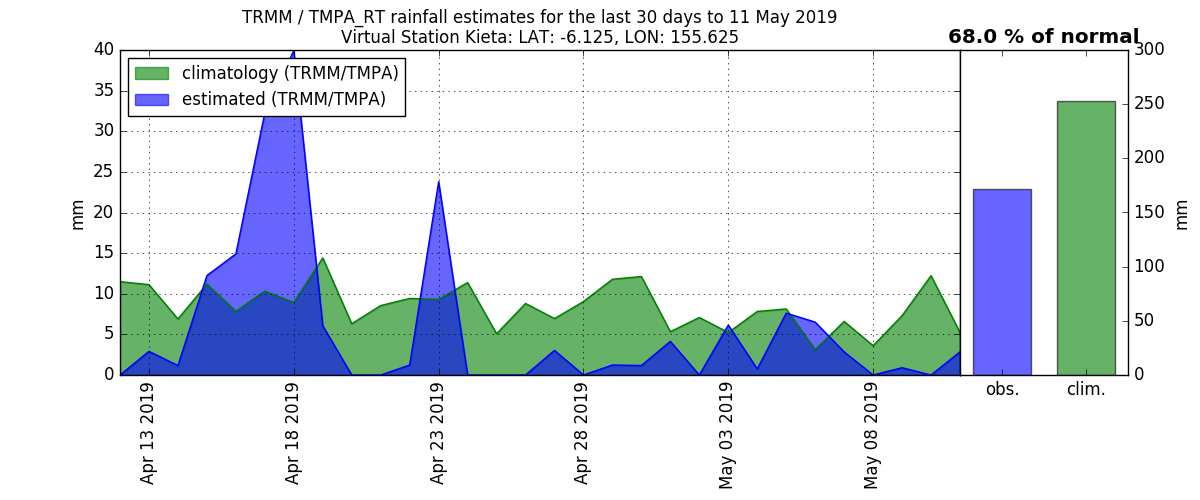 TRMM / TMPA_RT rainfall estimates for the last 30 days to 11 May 2019
Virtual Station Kieta: LAT: -6.125, LON: 155.625
68.0 % of normal
climatology (TRMM/TMPA)
estimated (TRMM/TMPA)
40
35
30
25
20
15
10
5
0
mm
Apr 13 2019
Apr 18 2019
Apr 23 2019
Apr 28 2019
May 03 2019
May 08 2019
300
250
200
150
100
50
0
mm
obs.
clim.